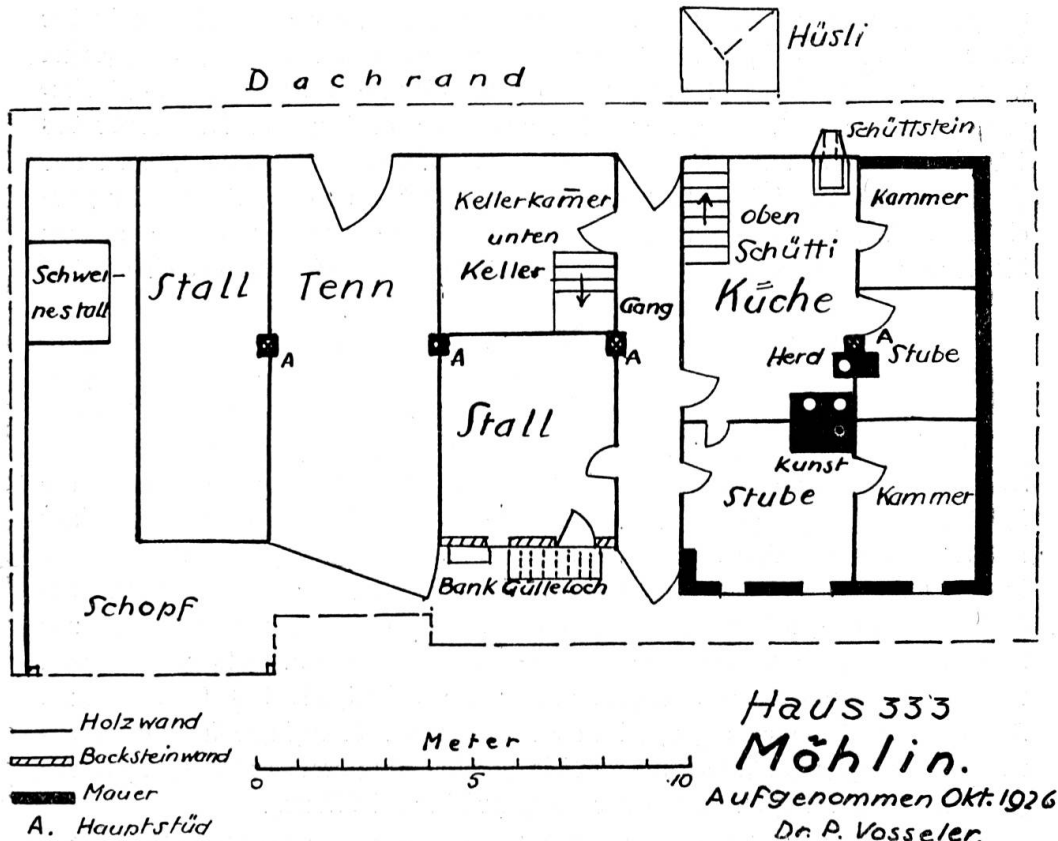 Hüsli
Dachrand
Schüttstein
Kammer
Kellerkam̄er
unten
Keller
oben
Schütti
Schwei-
nestall
Stall
Tenn
Gang
Küche
A
A
A
A
Herd
Stube
Stall
Kunst
Stube
Kammer
Bank
Gülleloch
Schopf
Holzwand
Backsteinwand
Mauer
A. Hauptstüd
Meter
0 5 10
Haus 333
Möhlin.
Aufgenommen Okt. 1926
Dr. P. Vosseler.